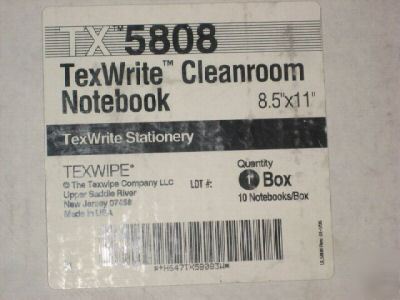 TX™ 5808
TexWrite™ Cleanroom
Notebook 8.5"x11"
TexWrite Stationery
TEXWIPE®
© The Texwipe Company LLC
Upper Saddle River
New Jersey 07458
Made in USA
LOT #:
Quantity
1 Box
10 Notebooks/Box